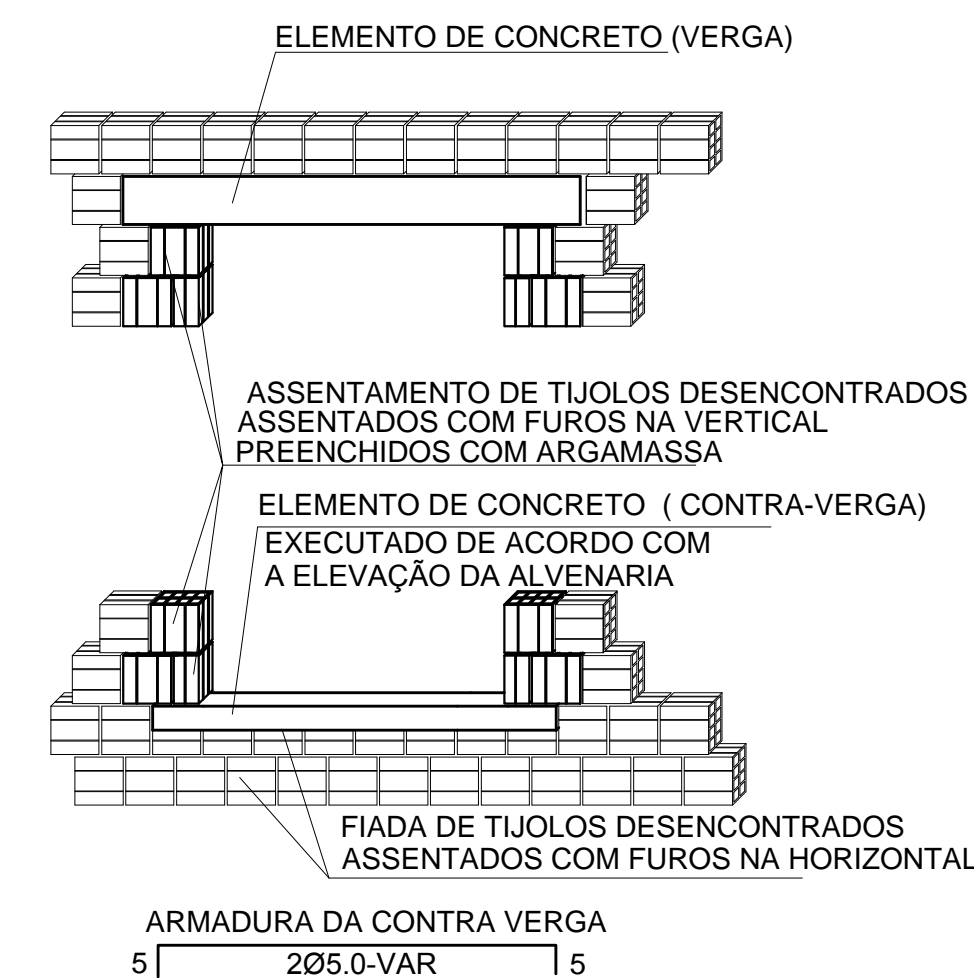 ELEMENTO DE CONCRETO (VERGA)
ASSENTAMENTO DE TIJOLOS DESENCONTRADOS
ASSENTADOS COM FUROS NA VERTICAL
PREENCHIDOS COM ARGAMASSA
ELEMENTO DE CONCRETO ( CONTRA-VERGA)
EXECUTADO DE ACORDO COM
A ELEVAÇÃO DA ALVENARIA
FIADA DE TIJOLOS DESENCONTRADOS
ASSENTADOS COM FUROS NA HORIZONTAL
ARMADURA DA CONTRA VERGA
5 2Ø5.0-VAR 5